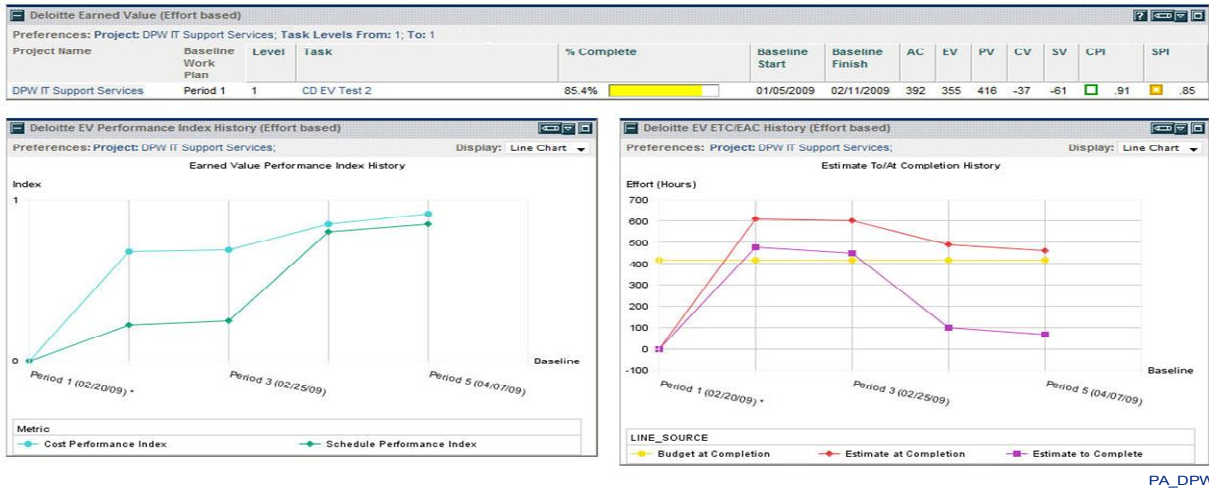 Deloitte Earned Value (Effort based)
?
Preferences: Project: DPW IT Support Services; Task Levels From: 1; To: 1
Project Name Baseline Work Plan Level Task % Complete Baseline Start Baseline Finish AC EV PV CV SV CPI SPI
DPW IT Support Services Period 1 1 CD EV Test 2 85.4% 01/05/2009 02/11/2009 392 355 416 -37 -61 .91 .85
Deloitte EV Performance Index History (Effort based)
Preferences: Project: DPW IT Support Services; Display: Line Chart
Earned Value Performance Index History
Index
1
0
Baseline
Period 1 (02/20/09) *
Period 3 (02/25/09)
Period 5 (04/07/09)
Metric
Cost Performance Index Schedule Performance Index
Deloitte EV ETC/EAC History (Effort based)
Preferences: Project: DPW IT Support Services; Display: Line Chart
Estimate To/At Completion History
Effort (Hours)
700
600
500
400
300
200
100
0
-100
Baseline
Period 1 (02/20/09) *
Period 3 (02/25/09)
Period 5 (04/07/09)
LINE_SOURCE
Budget at Completion Estimate at Completion Estimate to Complete
PA_DPW